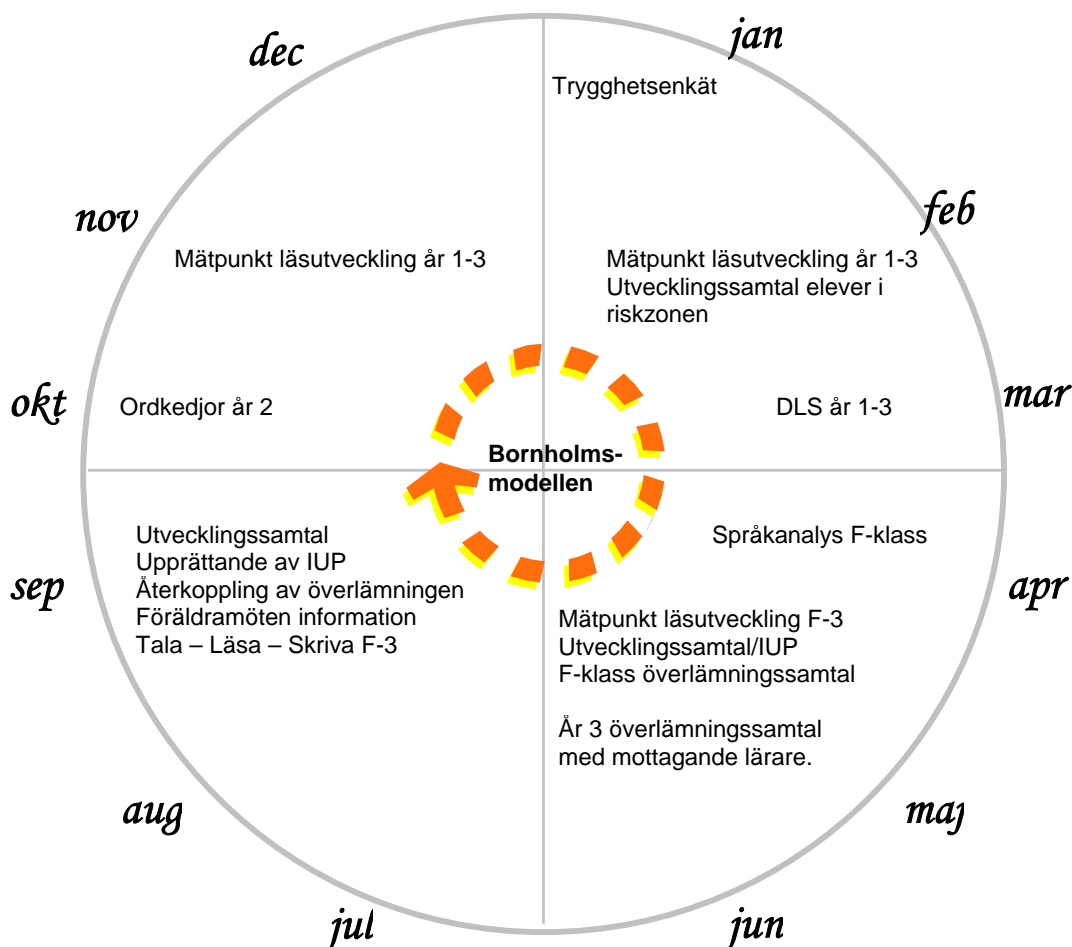 dec
jan
Trygghetsenkät
nov
feb
Mätpunkt läsutveckling år 1-3
Mätpunkt läsutveckling år 1-3
Utvecklingssamtal elever i
riskzonen
okt
Ordkedjor år 2
DLS år 1-3
mar
Bornholms-
modellen
Utvecklingssamtal
Upprättande av IUP
Återkoppling av överlämningen
Föräldramöten information
Tala – Läsa – Skriva F-3
sep
Språkanalys F-klass
apr
Mätpunkt läsutveckling F-3
Utvecklingssamtal/IUP
F-klass överlämningssamtal
År 3 överlämningssamtal
med mottagande lärare.
aug
maj
jul
jun